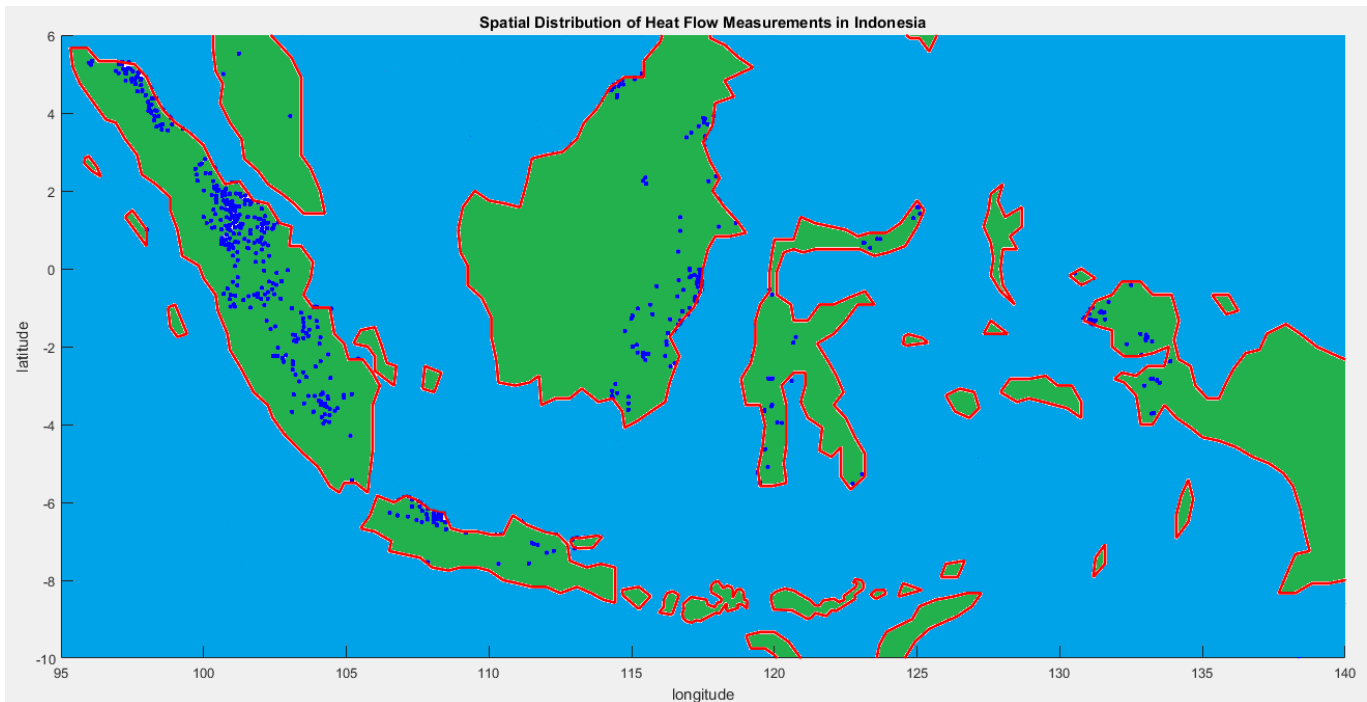 Spatial Distribution of Heat Flow Measurements in Indonesia
6
4
2
0
-2
-4
-6
-8
-10
latitude
95 100 105 110 115 120 125 130 135 140
longitude